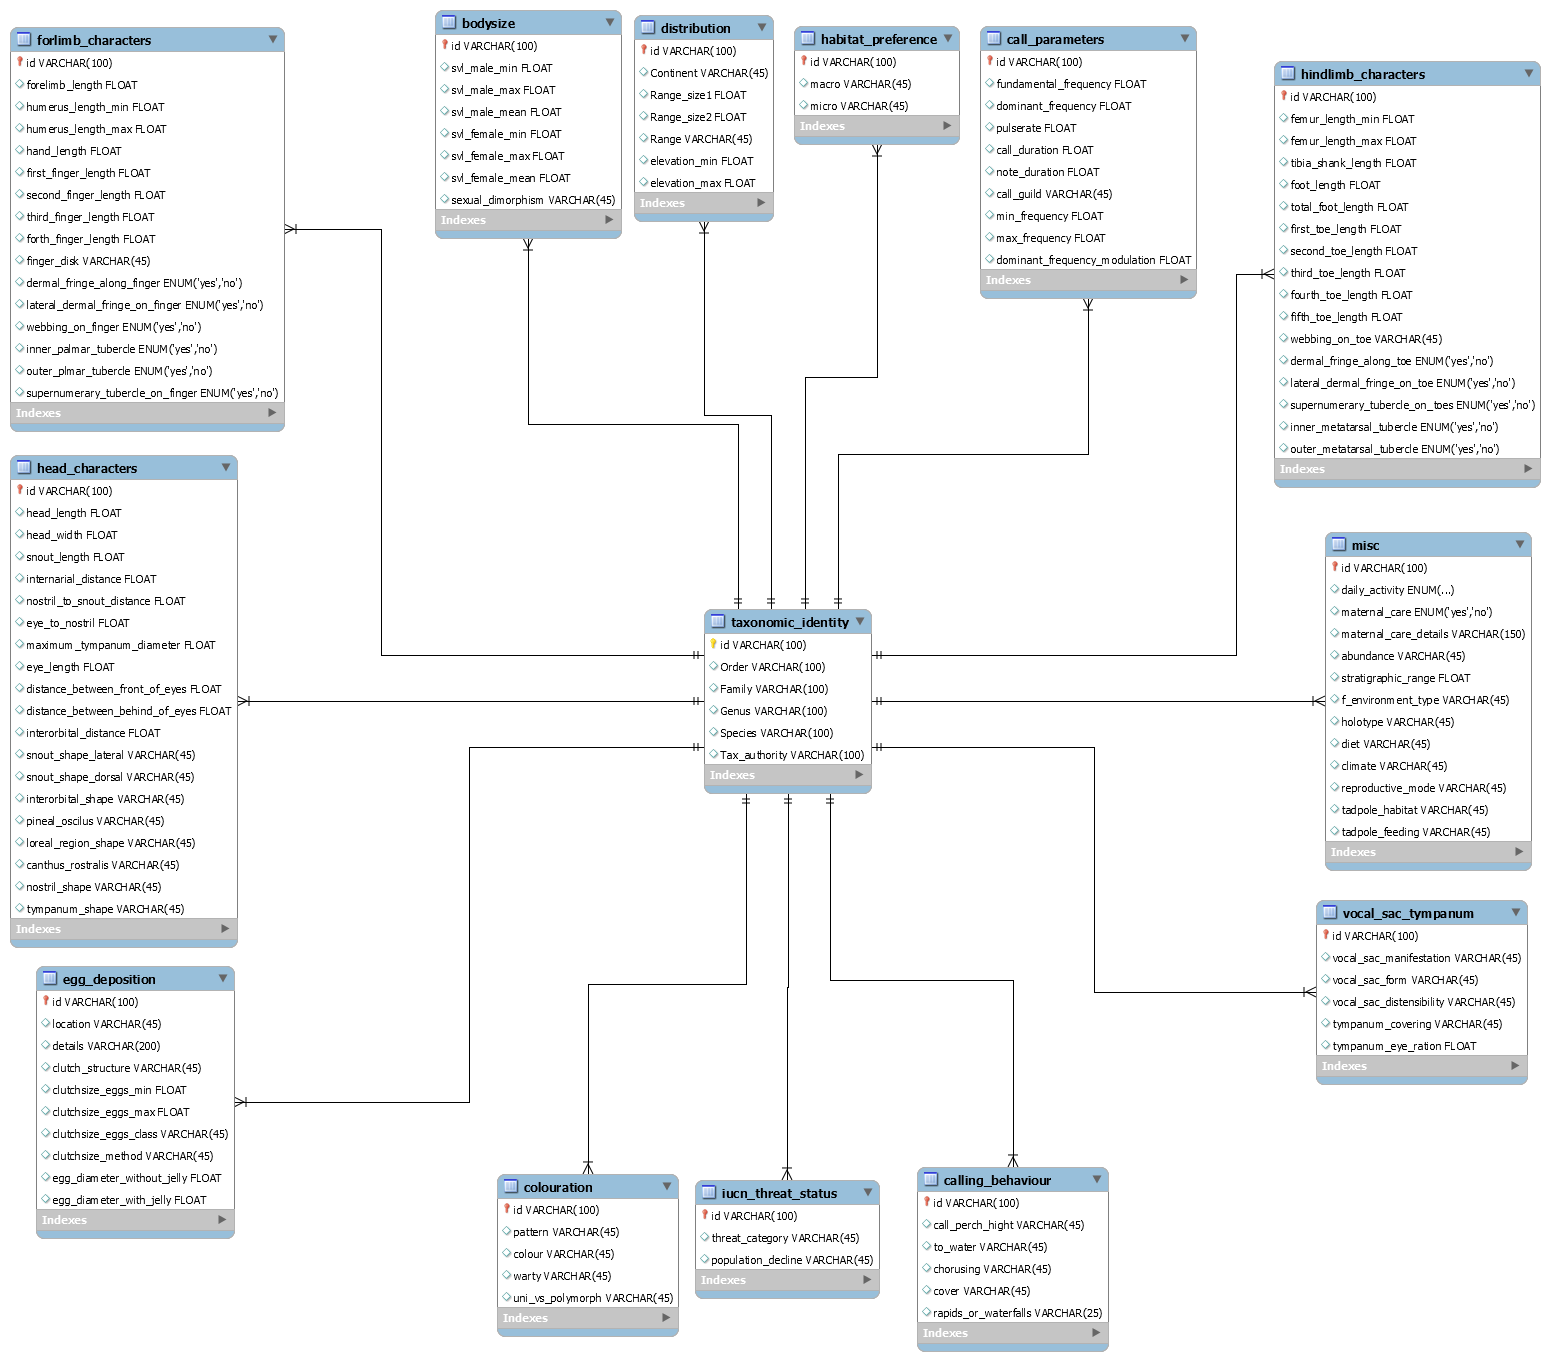 forlimb_characters
id VARCHAR(100)
forelimb_length FLOAT
humerus_length_min FLOAT
humerus_length_max FLOAT
hand_length FLOAT
first_finger_length FLOAT
second_finger_length FLOAT
third_finger_length FLOAT
forth_finger_length FLOAT
finger_disk VARCHAR(45)
dermal_fringe_along_finger ENUM('yes','no')
lateral_dermal_fringe_on_finger ENUM('yes','no')
webbing_on_finger ENUM('yes','no')
inner_palmar_tubercle ENUM('yes','no')
outer_plmar_tubercle ENUM('yes','no')
supernumerary_tubercle_on_finger ENUM('yes','no')
Indexes
bodysize
id VARCHAR(100)
svl_male_min FLOAT
svl_male_max FLOAT
svl_male_mean FLOAT
svl_female_min FLOAT
svl_female_max FLOAT
svl_female_mean FLOAT
sexual_dimorphism VARCHAR(45)
Indexes
distribution
id VARCHAR(100)
Continent VARCHAR(45)
Range_size1 FLOAT
Range_size2 FLOAT
Range VARCHAR(45)
elevation_min FLOAT
elevation_max FLOAT
Indexes
habitat_preference
id VARCHAR(100)
macro VARCHAR(45)
micro VARCHAR(45)
Indexes
call_parameters
id VARCHAR(100)
fundamental_frequency FLOAT
dominant_frequency FLOAT
pulserate FLOAT
call_duration FLOAT
note_duration FLOAT
call_guild VARCHAR(45)
min_frequency FLOAT
max_frequency FLOAT
dominant_frequency_modulation FLOAT
Indexes
hindlimb_characters
id VARCHAR(100)
femur_length_min FLOAT
femur_length_max FLOAT
tibia_shank_length FLOAT
foot_length FLOAT
total_foot_length FLOAT
first_toe_length FLOAT
second_toe_length FLOAT
third_toe_length FLOAT
fourth_toe_length FLOAT
fifth_toe_length FLOAT
webbing_on_toe VARCHAR(45)
dermal_fringe_along_toe ENUM('yes','no')
lateral_dermal_fringe_on_toe ENUM('yes','no')
supernumerary_tubercle_on_toes ENUM('yes','no')
inner_metatarsal_tubercle ENUM('yes','no')
outer_metatarsal_tubercle ENUM('yes','no')
Indexes
head_characters
id VARCHAR(100)
head_length FLOAT
head_width FLOAT
snout_length FLOAT
internarial_distance FLOAT
nostril_to_snout_distance FLOAT
eye_to_nostril FLOAT
maximum_tympanum_diameter FLOAT
eye_length FLOAT
distance_between_front_of_eyes FLOAT
distance_between_behind_of_eyes FLOAT
interorbital_distance FLOAT
snout_shape_lateral VARCHAR(45)
snout_shape_dorsal VARCHAR(45)
interorbital_shape VARCHAR(45)
pineal_oscilus VARCHAR(45)
loreal_region_shape VARCHAR(45)
canthus_rostralis VARCHAR(45)
nostril_shape VARCHAR(45)
tympanum_shape VARCHAR(45)
Indexes
taxonomic_identity
id VARCHAR(100)
Order VARCHAR(100)
Family VARCHAR(100)
Genus VARCHAR(100)
Species VARCHAR(100)
Tax_authority VARCHAR(100)
Indexes
misc
id VARCHAR(100)
daily_activity ENUM(...)
maternal_care ENUM('yes','no')
maternal_care_details VARCHAR(150)
abundance VARCHAR(45)
stratigraphic_range FLOAT
f_environment_type VARCHAR(45)
holotype VARCHAR(45)
diet VARCHAR(45)
climate VARCHAR(45)
reproductive_mode VARCHAR(45)
tadpole_habitat VARCHAR(45)
tadpole_feeding VARCHAR(45)
Indexes
vocal_sac_tympanum
id VARCHAR(100)
vocal_sac_manifestation VARCHAR(45)
vocal_sac_form VARCHAR(45)
vocal_sac_distensibility VARCHAR(45)
tympanum_covering VARCHAR(45)
tympanum_eye_ration FLOAT
Indexes
egg_deposition
id VARCHAR(100)
location VARCHAR(45)
details VARCHAR(200)
clutch_structure VARCHAR(45)
clutchsize_eggs_min FLOAT
clutchsize_eggs_max FLOAT
clutchsize_eggs_class VARCHAR(45)
clutchsize_method VARCHAR(45)
egg_diameter_without_jelly FLOAT
egg_diameter_with_jelly FLOAT
Indexes
colouration
id VARCHAR(100)
pattern VARCHAR(45)
colour VARCHAR(45)
warty VARCHAR(45)
uni_vs_polymorph VARCHAR(45)
Indexes
iucn_threat_status
id VARCHAR(100)
threat_category VARCHAR(45)
population_decline VARCHAR(45)
Indexes
calling_behaviour
id VARCHAR(100)
call_perch_hight VARCHAR(45)
to_water VARCHAR(45)
chorusing VARCHAR(45)
cover VARCHAR(45)
rapids_or_waterfalls VARCHAR(25)
Indexes